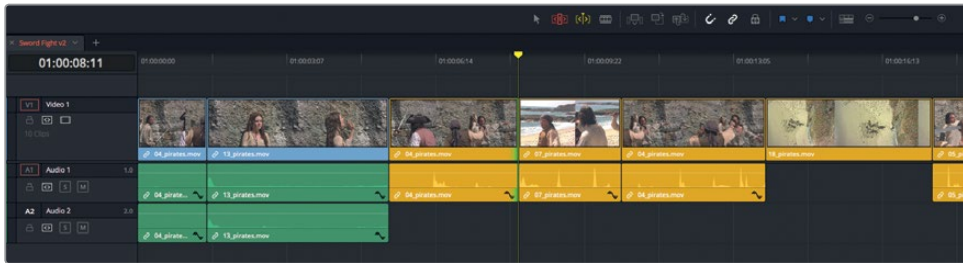 Sword Fight v2
01:00:08:11
01:00:00:00 01:00:03:07 01:00:06:14 01:00:09:22 01:00:13:05 01:00:16:13
V1 Video 1
16 Clips
04_pirates.mov 13_pirates.mov 04_pirates.mov 07_pirates.mov 04_pirates.mov 18_pirates.mov
A1 Audio 1 1.0
S M
04_pirate... 13_pirates.mov 04_pirates.mov 07_pirates.mov 04_pirates.mov
A2 Audio 2 2.0
S M
04_pirate... 13_pirates.mov